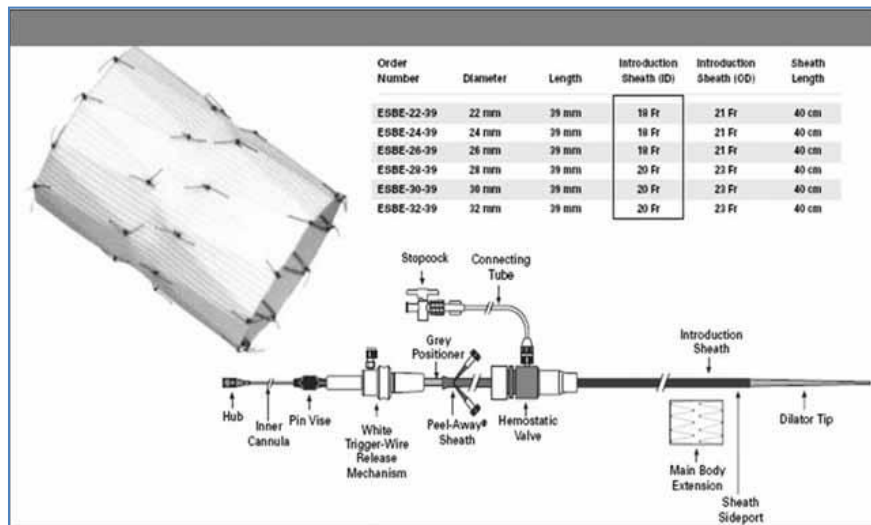 Order Number Diameter Length Introduction Sheath (ID) Introduction Sheath (OD) Sheath Length
ESBE-22-39 22 mm 39 mm 18 Fr 21 Fr 40 cm
ESBE-24-39 24 mm 39 mm 18 Fr 21 Fr 40 cm
ESBE-26-39 26 mm 39 mm 18 Fr 21 Fr 40 cm
ESBE-28-39 28 mm 39 mm 20 Fr 23 Fr 40 cm
ESBE-30-39 30 mm 39 mm 20 Fr 23 Fr 40 cm
ESBE-32-39 32 mm 39 mm 20 Fr 23 Fr 40 cm
Stopcock
Connecting
Tube
Grey
Positioner
Introduction
Sheath
Hub
Inner
Cannula
Pin Vise
White
Trigger-Wire
Release
Mechanism
Peel-Away®
Sheath
Hemostatic
Valve
Main Body
Extension
Sheath
Sideport
Dilator Tip